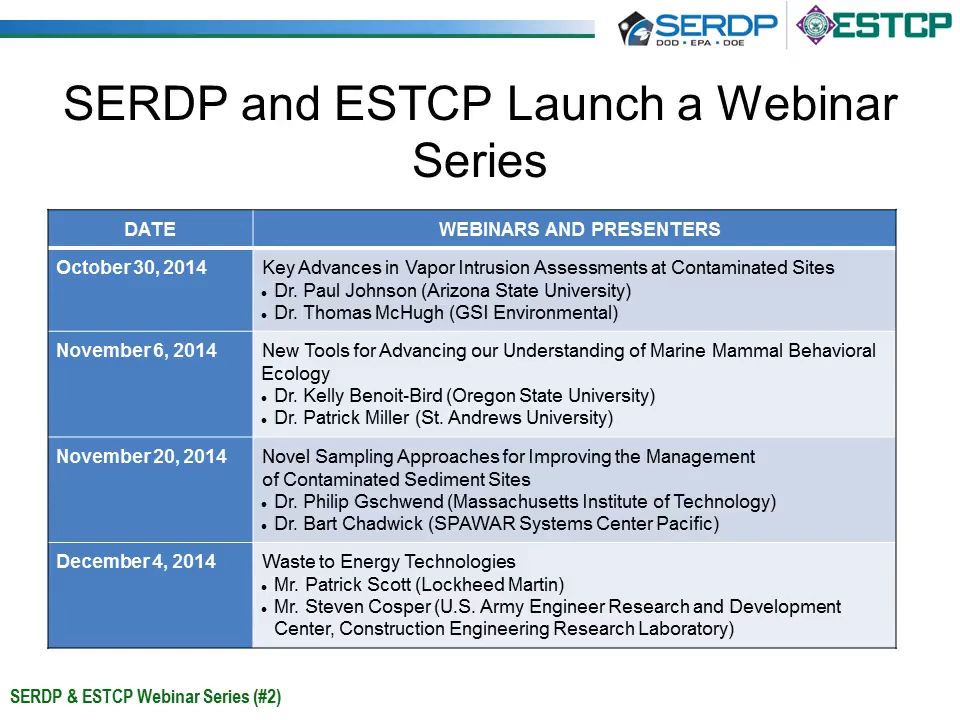 SERDP
DOD • EPA • DOE
ESTCP
SERDP and ESTCP Launch a Webinar
Series
DATE
WEBINARS AND PRESENTERS
October 30, 2014
Key Advances in Vapor Intrusion Assessments at Contaminated Sites
• Dr. Paul Johnson (Arizona State University)
• Dr. Thomas McHugh (GSI Environmental)
November 6, 2014
New Tools for Advancing our Understanding of Marine Mammal Behavioral
Ecology
• Dr. Kelly Benoit-Bird (Oregon State University)
• Dr. Patrick Miller (St. Andrews University)
November 20, 2014
Novel Sampling Approaches for Improving the Management
of Contaminated Sediment Sites
• Dr. Philip Gschwend (Massachusetts Institute of Technology)
• Dr. Bart Chadwick (SPAWAR Systems Center Pacific)
December 4, 2014
Waste to Energy Technologies
• Mr. Patrick Scott (Lockheed Martin)
• Mr. Steven Cosper (U.S. Army Engineer Research and Development
Center, Construction Engineering Research Laboratory)
SERDP & ESTCP Webinar Series (#2)